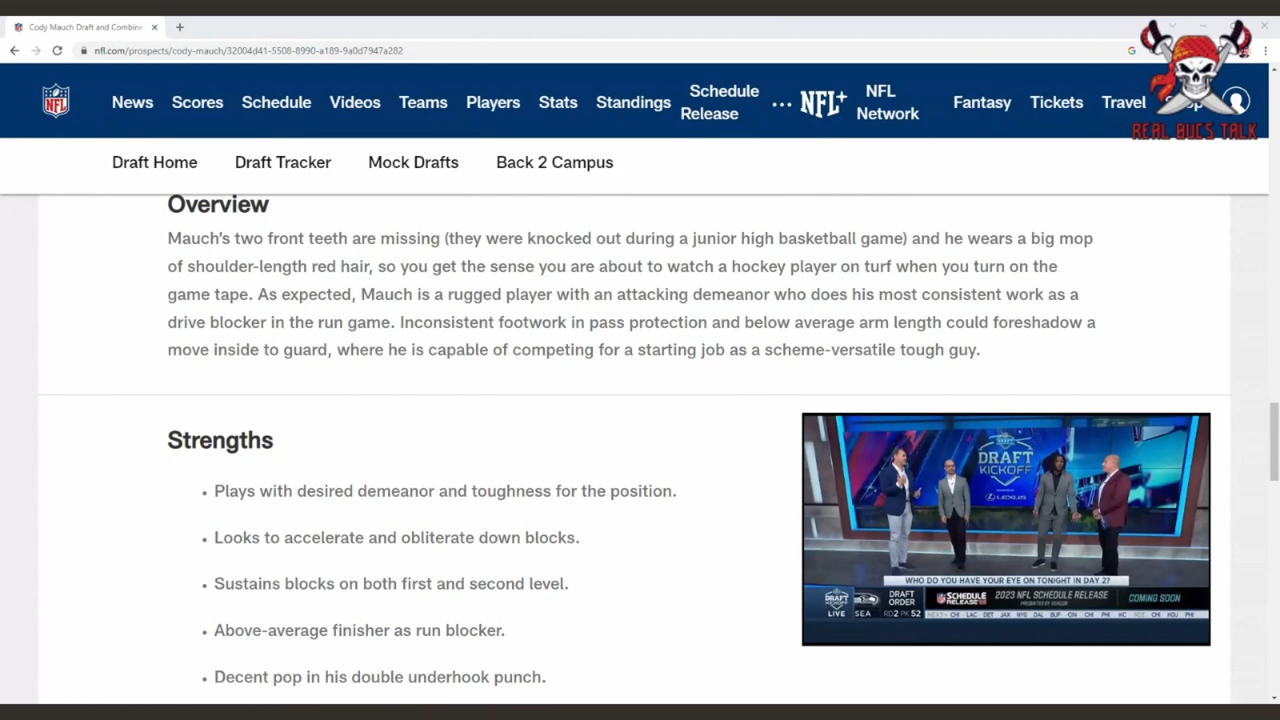 Cody Mauch Draft and Combine
nfl.com/prospects/cody-mauch/32004d41-5508-8990-a189-9a0d7947a282
REAL BUCS TALK
NFL
News Scores Schedule Videos Teams Players Stats Standings Schedule Release ... NFL+ NFL Network Fantasy Tickets Travel
Draft Home Draft Tracker Mock Drafts Back 2 Campus
Overview
Mauch's two front teeth are missing (they were knocked out during a junior high basketball game) and he wears a big mop
of shoulder-length red hair, so you get the sense you are about to watch a hockey player on turf when you turn on the
game tape. As expected, Mauch is a rugged player with an attacking demeanor who does his most consistent work as a
drive blocker in the run game. Inconsistent footwork in pass protection and below average arm length could foreshadow a
move inside to guard, where he is capable of competing for a starting job as a scheme-versatile tough guy.
Strengths
• Plays with desired demeanor and toughness for the position.
• Looks to accelerate and obliterate down blocks.
• Sustains blocks on both first and second level.
• Above-average finisher as run blocker.
• Decent pop in his double underhook punch.
DRAFT
KICKOFF
LEXUS
WHO DO YOU HAVE YOUR EYE ON TONIGHT IN DAY 2?
DRAFT KICKOFF LIVE SEA DRAFT ORDER RD2 PK 52 SCHEDULE RELEASE 2023 NFL SCHEDULE RELEASE COMING SOON